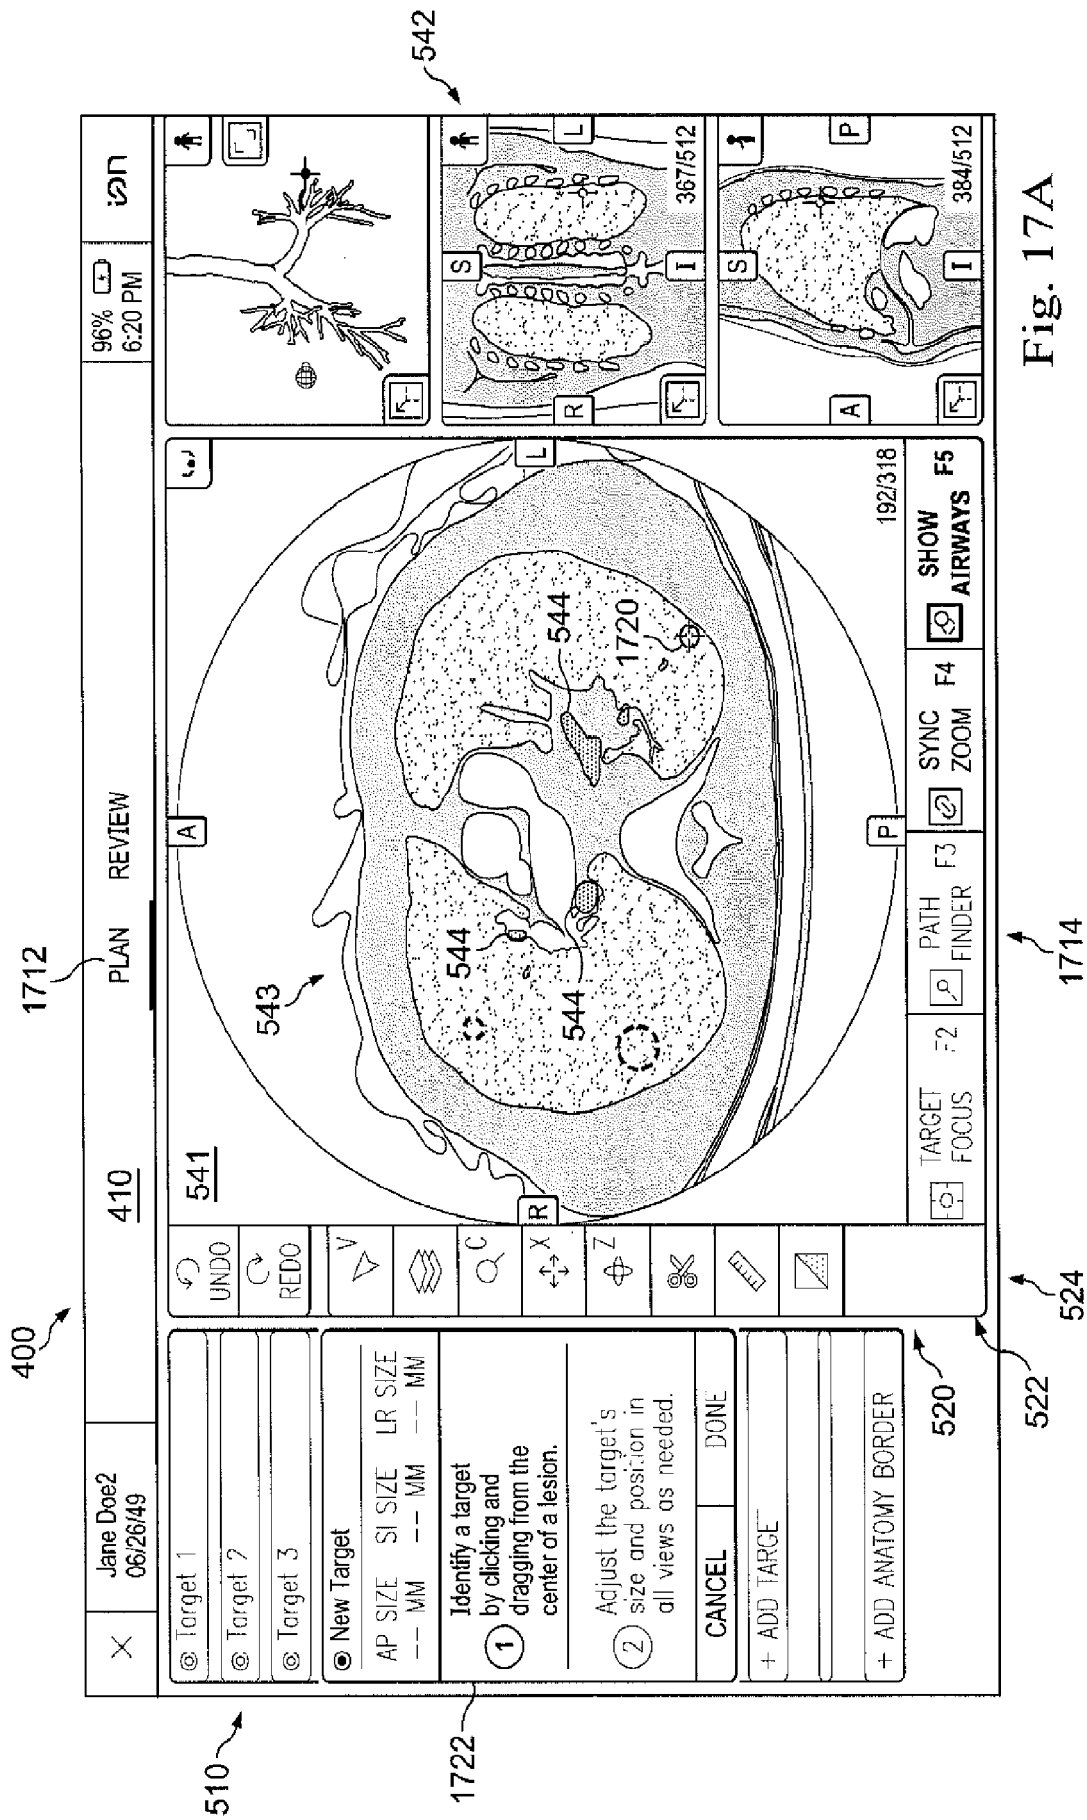 400
410
1712
542
X
Jane Doe2
06/26/49
PLAN
REVIEW
96%
6:20 PM
510
Target 1
Target 2
Target 3
New Target
AP SIZE
SI SIZE
LR SIZE
-- MM
-- MM
-- MM
1722
1
Identify a target
by clicking and
dragging from the
center of a lesion.
2
Adjust the target's
size and position in
all views as needed.
CANCEL
DONE
+ ADD TARGET
+ ADD ANATOMY BORDER
520
522
524
UNDO
REDO
V
C
X
Z
541
543
A
R
L
P
544
544
544
544
1720
192/318
TARGET
FOCUS
F2
PATH
FINDER
F3
SYNC
ZOOM
F4
SHOW
AIRWAYS
F5
1714
S
R
L
I
367/512
S
A
P
I
384/512
Fig. 17A